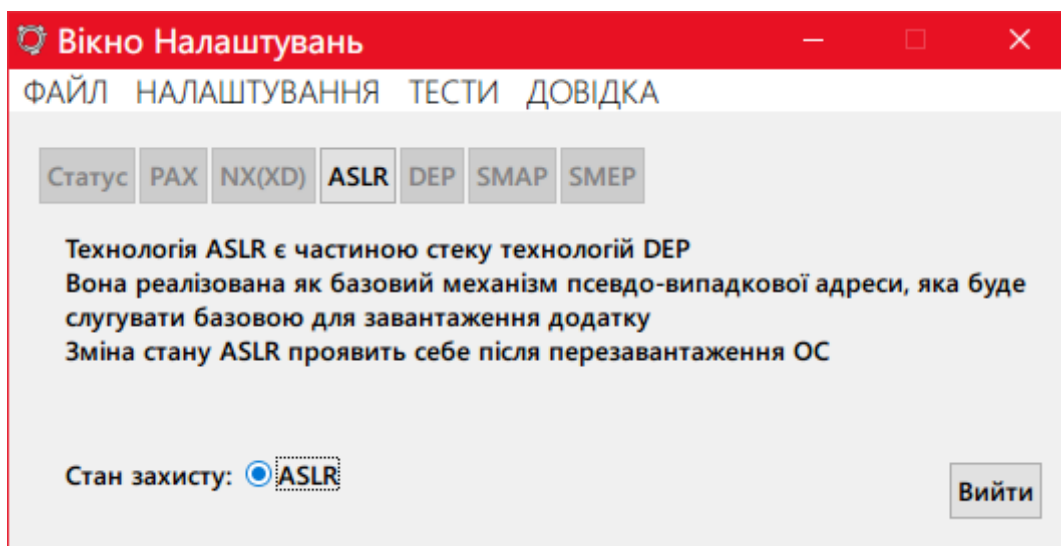 Вікно Налаштувань
ФАЙЛ НАЛАШТУВАННЯ ТЕСТИ ДОВІДКА
Статус PAX NX(XD) ASLR DEP SMAP SMEP
Технологія ASLR є частиною стеку технологій DEP
Вона реалізована як базовий механізм псевдо-випадкової адреси, яка буде
слугувати базовою для завантаження додатку
Зміна стану ASLR проявить себе після перезавантаження ОС
Стан захисту: ASLR
Вийти